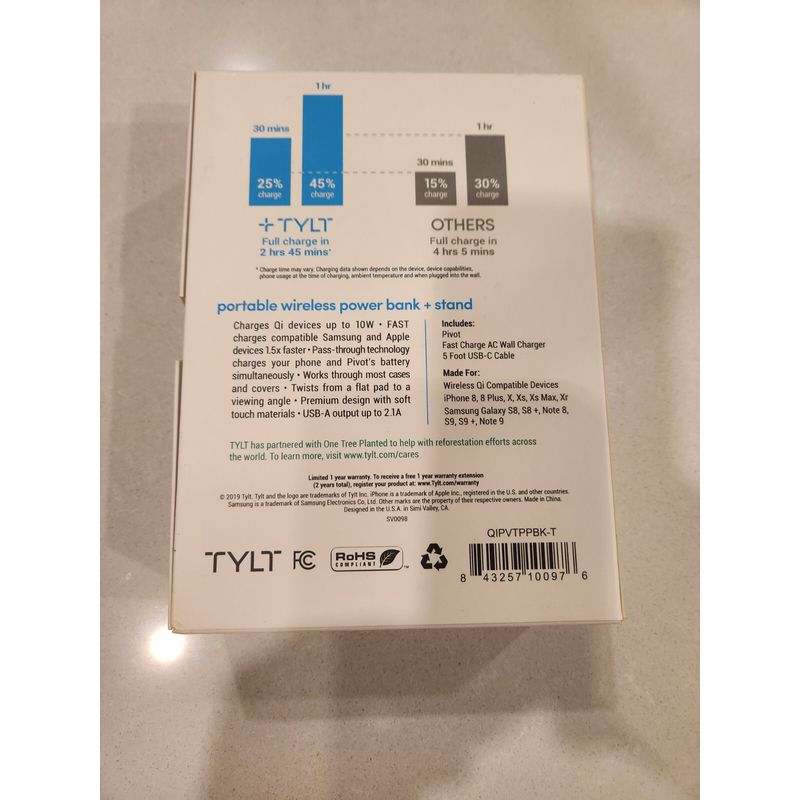 1 hr
30 mins
25%
charge
45%
charge
1 hr
30 mins
15%
charge
30%
charge
TYLT
Full charge in
2 hrs 45 mins*
OTHERS
Full charge in
4 hrs 5 mins
* Charge time may vary. Charging data shown depends on the device, device capabilities,
phone usage at the time of charging, ambient temperature and when plugged into the wall.
portable wireless power bank + stand
Charges Qi devices up to 10W • FAST
charges compatible Samsung and Apple
devices 1.5x faster • Pass-through technology
charges your phone and Pivot's battery
simultaneously • Works through most cases
and covers • Twists from a flat pad to a
viewing angle • Premium design with soft
touch materials • USB-A output up to 2.1A
Includes:
Pivot
Fast Charge AC Wall Charger
5 Foot USB-C Cable
Made For:
Wireless Qi Compatible Devices
iPhone 8, 8 Plus, X, Xs, Xs Max, Xr
Samsung Galaxy S8, S8 +, Note 8,
S9, S9 +, Note 9
TYLT has partnered with One Tree Planted to help with reforestation efforts across
the world. To learn more, visit www.tylt.com/cares
Limited 1 year warranty. To receive a free 1 year warranty extension
(2 years total), register your product at: www.Tylt.com/warranty
© 2019 Tylt. Tylt and the logo are trademarks of Tylt Inc. iPhone is a trademark of Apple Inc., registered in the U.S. and other countries.
Samsung is a trademark of Samsung Electronics Co, Ltd. Other marks are the property of their respective owners. Made in China.
Designed in the U.S.A. in Simi Valley, CA.
SV0098
QIPVTPPBK-T
TYLT FC RoHS
COMPLIANT ™
8 43257 10097 6